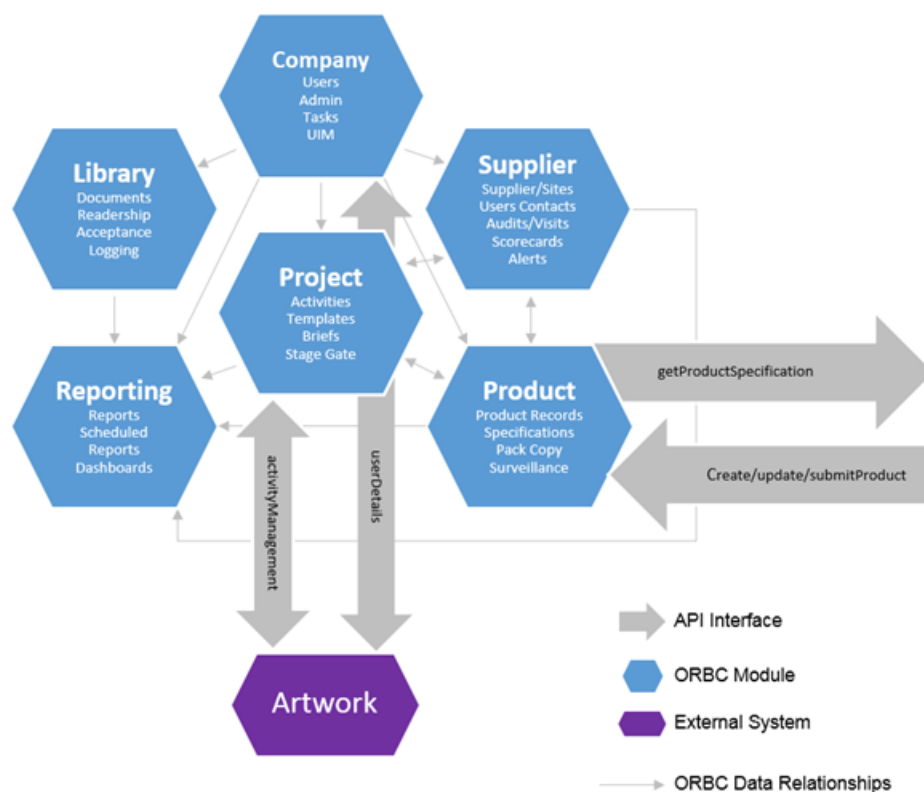 Company
Users
Admin
Tasks
UIM
Library
Documents
Readership
Acceptance
Logging
Supplier
Supplier/Sites
Users Contacts
Audits/Visits
Scorecards
Alerts
Project
Activities
Templates
Briefs
Stage Gate
Reporting
Reports
Scheduled
Reports
Dashboards
Product
Product Records
Specifications
Pack Copy
Surveillance
getProductSpecification
Create/update/submitProduct
activityManagement
userDetails
Artwork
API Interface
ORBC Module
External System
ORBC Data Relationships